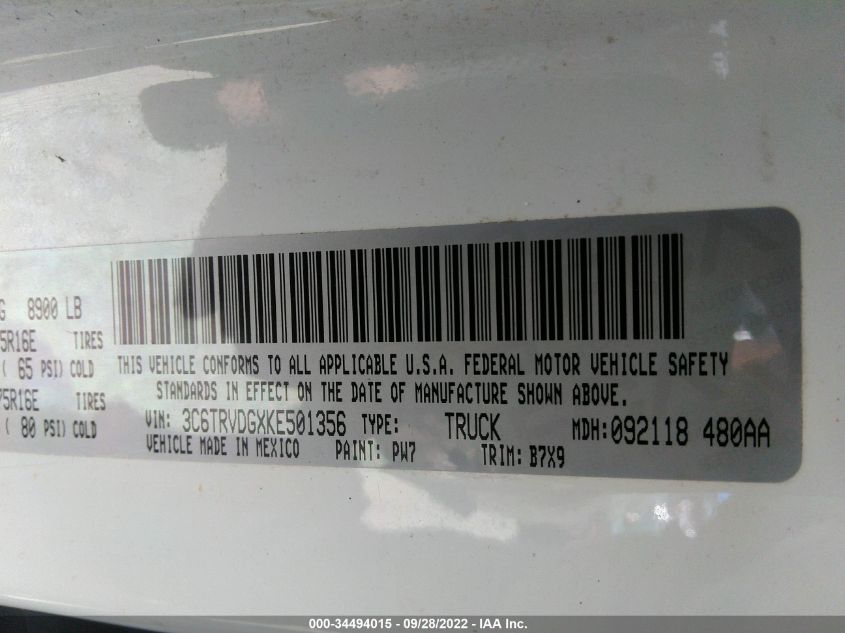 G 8900 LB
5R16E TIRES
( 65 PSI) COLD
75R16E TIRES
( 80 PSI) COLD
THIS VEHICLE CONFORMS TO ALL APPLICABLE U.S.A. FEDERAL MOTOR VEHICLE SAFETY
STANDARDS IN EFFECT ON THE DATE OF MANUFACTURE SHOWN ABOVE.
VIN: 3C6TRVDGXKE501356 TYPE: TRUCK MDH: 092118 480AA
VEHICLE MADE IN MEXICO PAINT: PW7 TRIM: B7X9
000-34494015 - 09/28/2022 - IAA Inc.